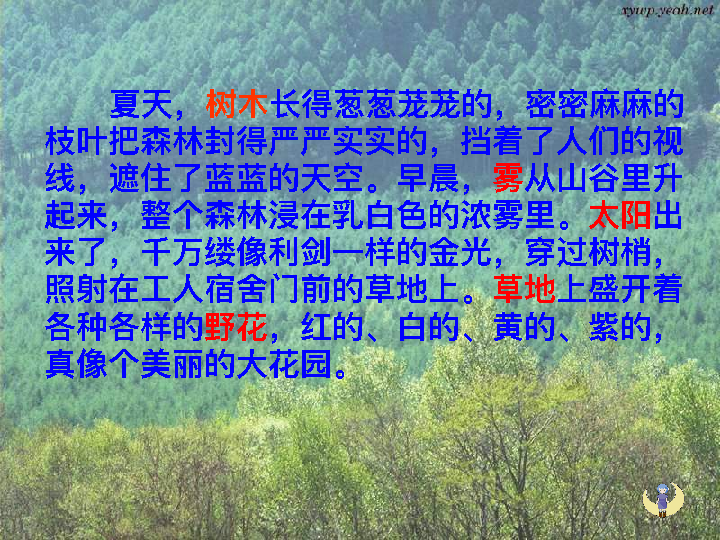 xywp.yeah.net
夏天，树木长得葱葱茏茏的，密密麻麻的
枝叶把森林封得严严实实的，挡着了人们的视
线，遮住了蓝蓝的天空。早晨，雾从山谷里升
起来，整个森林浸在乳白色的浓雾里。太阳出
来了，千万缕像利剑一样的金光，穿过树梢，
照射在工人宿舍门前的草地上。草地上盛开着
各种各样的野花，红的、白的、黄的、紫的，
真像个美丽的大花园。